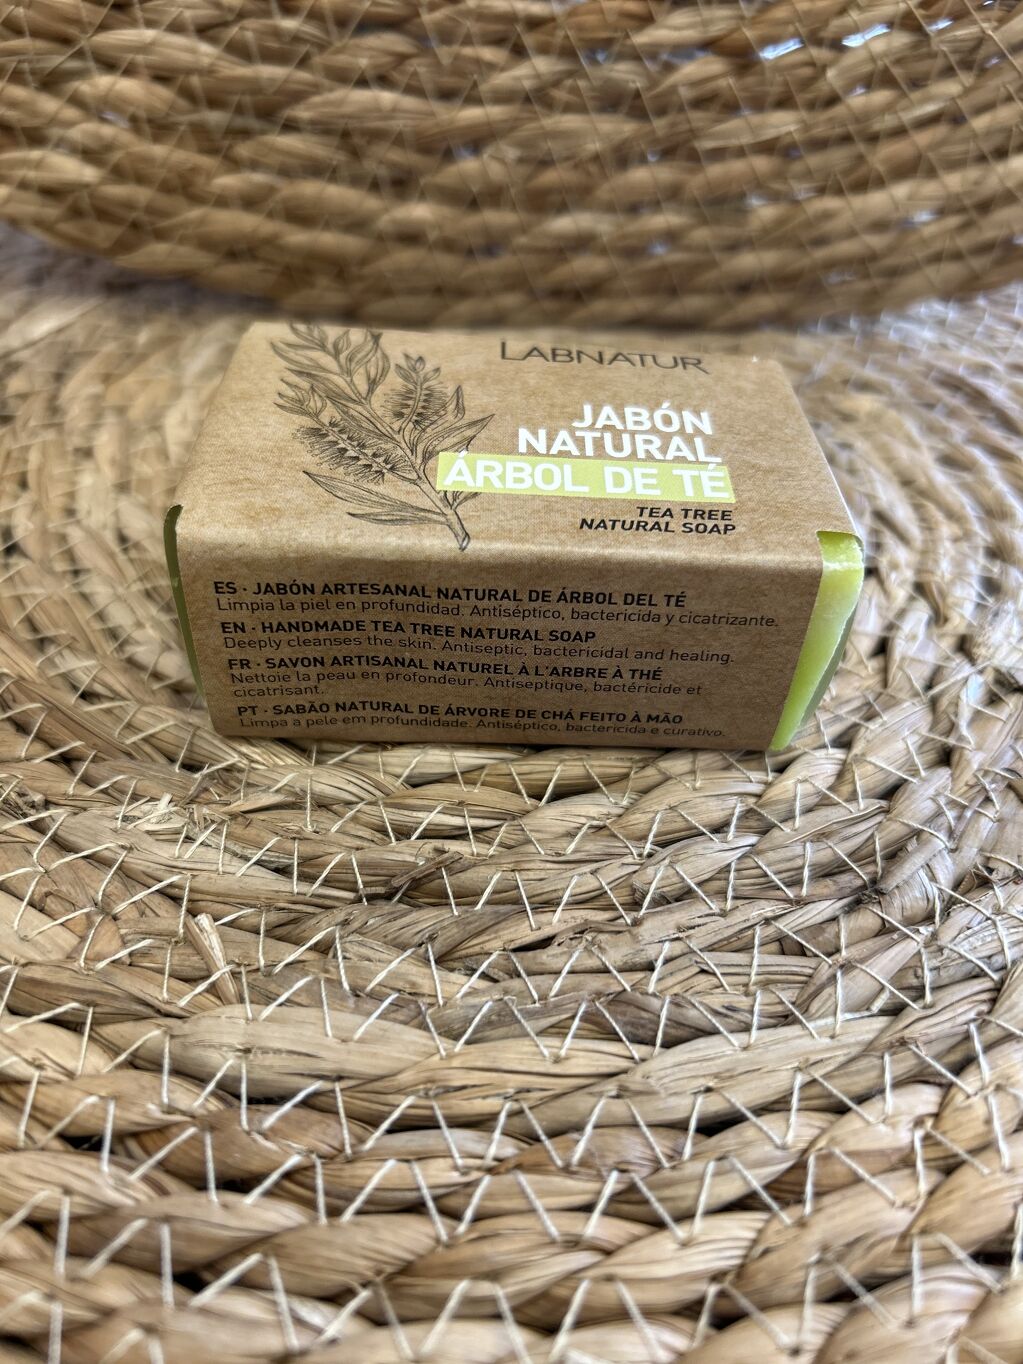 LABNATUR
JABÓN
NATURAL
ÁRBOL DE TÉ
TEA TREE
NATURAL SOAP
ES · JABÓN ARTESANAL NATURAL DE ÁRBOL DEL TÉ
Limpia la piel en profundidad. Antiséptico, bactericida y cicatrizante.
EN · HANDMADE TEA TREE NATURAL SOAP
Deeply cleanses the skin. Antiseptic, bactericidal and healing.
FR · SAVON ARTISANAL NATUREL À L'ARBRE À THÉ
Nettoie la peau en profondeur. Antiseptique, bactéricide et
cicatrisant.
PT · SABÃO NATURAL DE ÁRVORE DE CHÁ FEITO À MÃO
Limpa a pele em profundidade. Antiséptico, bactericida e curativo.